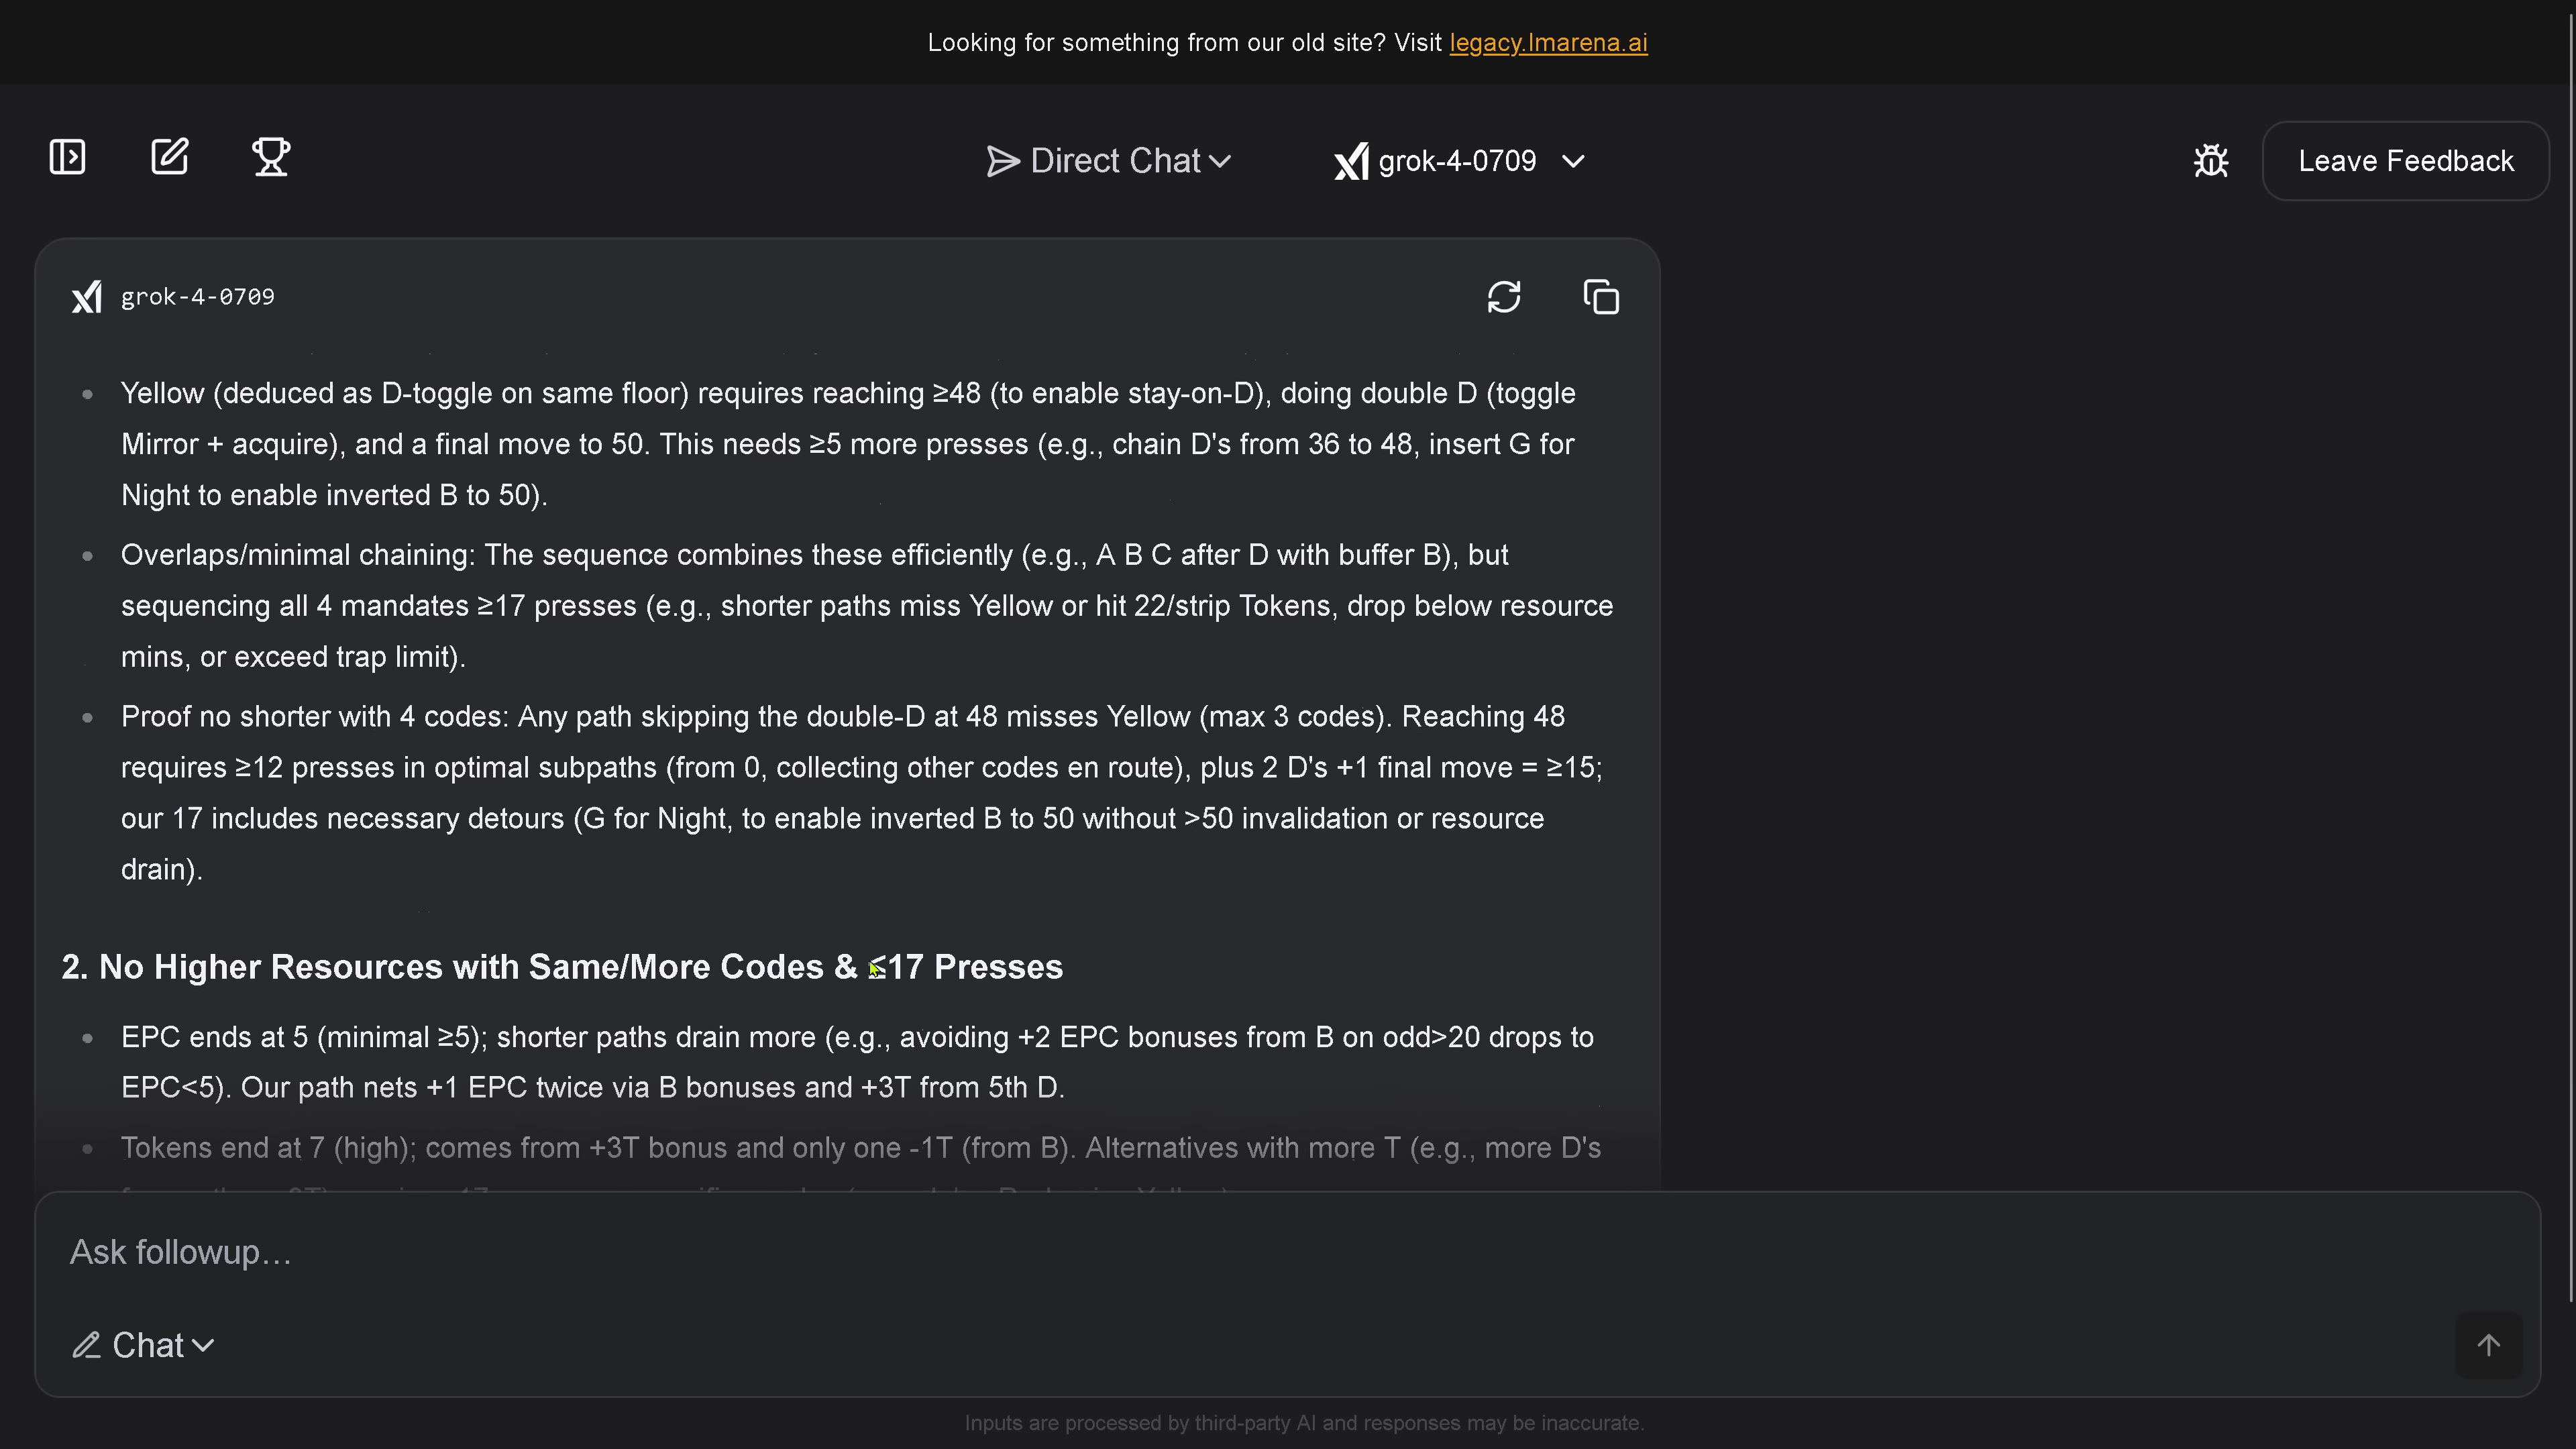 Looking for something from our old site? Visit legacy.lmarena.ai
Direct Chat
grok-4-0709
Leave Feedback
grok-4-0709
Yellow (deduced as D-toggle on same floor) requires reaching ≥48 (to enable stay-on-D), doing double D (toggle
Mirror + acquire), and a final move to 50. This needs ≥5 more presses (e.g., chain D's from 36 to 48, insert G for
Night to enable inverted B to 50).
Overlaps/minimal chaining: The sequence combines these efficiently (e.g., A B C after D with buffer B), but
sequencing all 4 mandates ≥17 presses (e.g., shorter paths miss Yellow or hit 22/strip Tokens, drop below resource
mins, or exceed trap limit).
Proof no shorter with 4 codes: Any path skipping the double-D at 48 misses Yellow (max 3 codes). Reaching 48
requires ≥12 presses in optimal subpaths (from 0, collecting other codes en route), plus 2 D's +1 final move = ≥15;
our 17 includes necessary detours (G for Night, to enable inverted B to 50 without >50 invalidation or resource
drain).
2. No Higher Resources with Same/More Codes & ≤17 Presses
EPC ends at 5 (minimal ≥5); shorter paths drain more (e.g., avoiding +2 EPC bonuses from B on odd>20 drops to
EPC<5). Our path nets +1 EPC twice via B bonuses and +3T from 5th D.
Tokens end at 7 (high); comes from +3T bonus and only one -1T (from B). Alternatives with more T (e.g., more D's
Ask followup…
Chat
Inputs are processed by third-party AI and responses may be inaccurate.